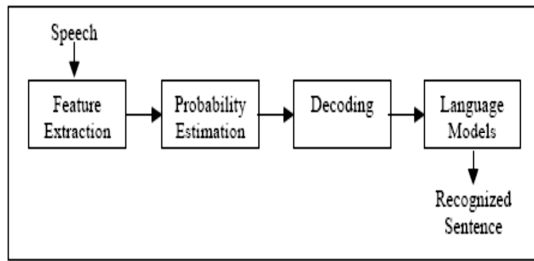 Speech
Feature
Extraction
Probability
Estimation
Decoding
Language
Models
Recognized
Sentence